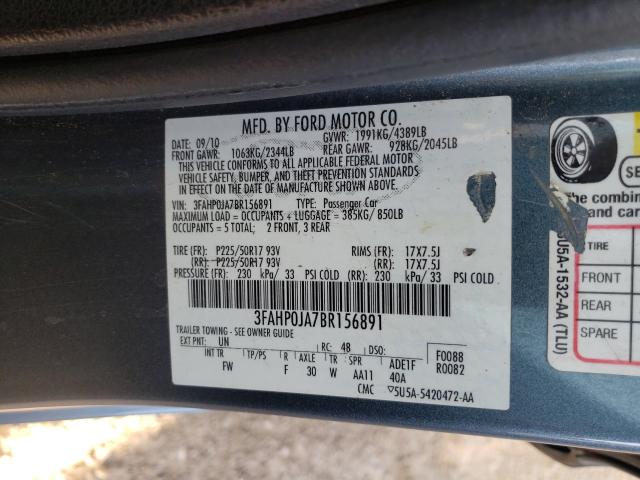 MFD. BY FORD MOTOR CO.
DATE: 09/10 GVWR: 1991KG/4389LB
FRONT GAWR: 1063KG/2344LB REAR GAWR: 928KG/2045LB
THIS VEHICLE CONFORMS TO ALL APPLICABLE FEDERAL MOTOR
VEHICLE SAFETY, BUMPER, AND THEFT PREVENTION STANDARDS
IN EFFECT ON THE DATE OF MANUFACTURE SHOWN ABOVE.
VIN: 3FAHP0JA7BR156891 TYPE: Passenger Car
MAXIMUM LOAD = OCCUPANTS + LUGGAGE = 385KG/850LB
OCCUPANTS = 5 TOTAL; 2 FRONT, 3 REAR
TIRE (FR): P225/50R17 93V RIMS (FR): 17X7.5J
(RR): P225/50R17 93V (RR): 17X7.5J
PRESSURE (FR): 230 kPa/ 33 PSI COLD (RR): 230 kPa/ 33 PSI COLD
3FAHP0JA7BR156891
TRAILER TOWING - SEE OWNER GUIDE
EXT PNT: UN RC: 48 DSO: F0088
INT TR TP/PS R AXLE TR SPR ADE1F R0082
FW F 30 W AA11 40A
CMC ▽5U5A-5420472-AA
The combin
and cargo
TIRE
FRONT
REAR
SPARE
5U5A-1532-AA (TLU)